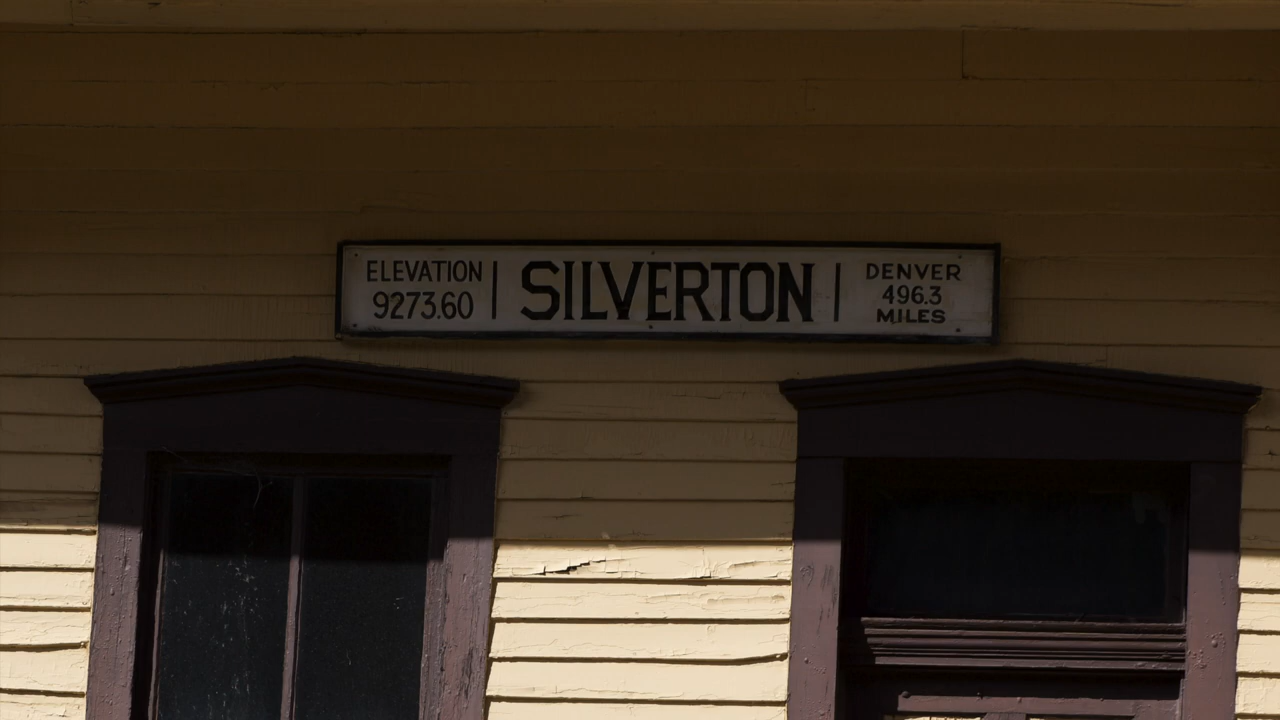 ELEVATION
9273.60
SILVERTON
DENVER
496.3
MILES